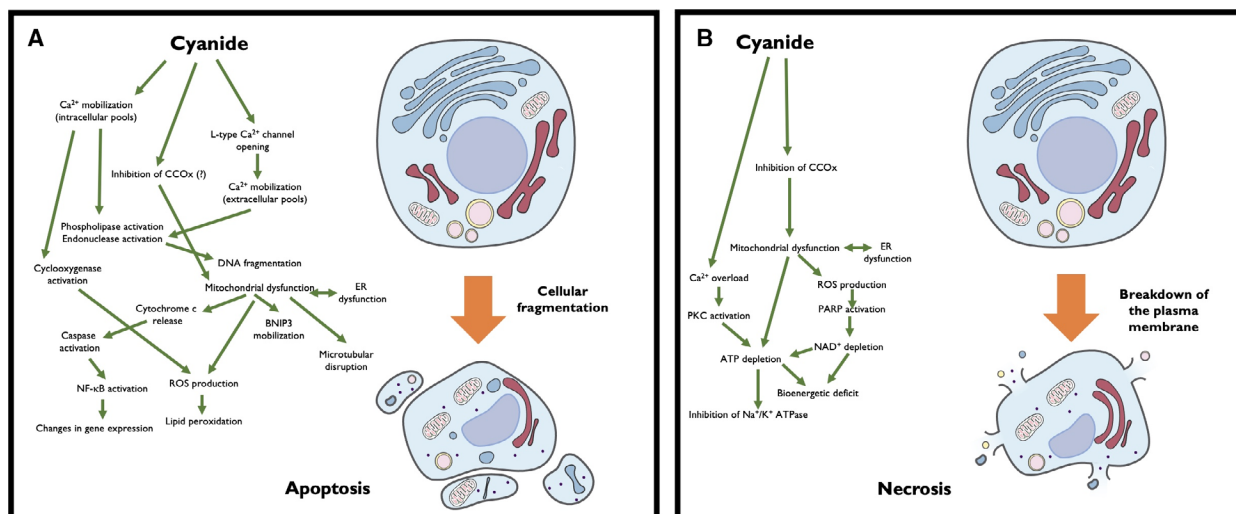 A
Cyanide
Ca²⁺ mobilization
(intracellular pools)
L-type Ca²⁺ channel
opening
Inhibition of CCOx (?)
Ca²⁺ mobilization
(extracellular pools)
Phospholipase activation
Endonuclease activation
Cyclooxygenase
activation
DNA fragmentation
Mitochondrial dysfunction
ER
dysfunction
Cytochrome c
release
BNIP3
mobilization
Caspase
activation
Microtubular
disruption
NF-κB activation
ROS production
Changes in gene expression
Lipid peroxidation
Cellular
fragmentation
Apoptosis
B
Cyanide
Inhibition of CCOx
Mitochondrial dysfunction
ER
dysfunction
Ca²⁺ overload
ROS production
PKC activation
PARP activation
NAD⁺ depletion
ATP depletion
Bioenergetic deficit
Inhibition of Na⁺/K⁺ ATPase
Breakdown of
the plasma
membrane
Necrosis